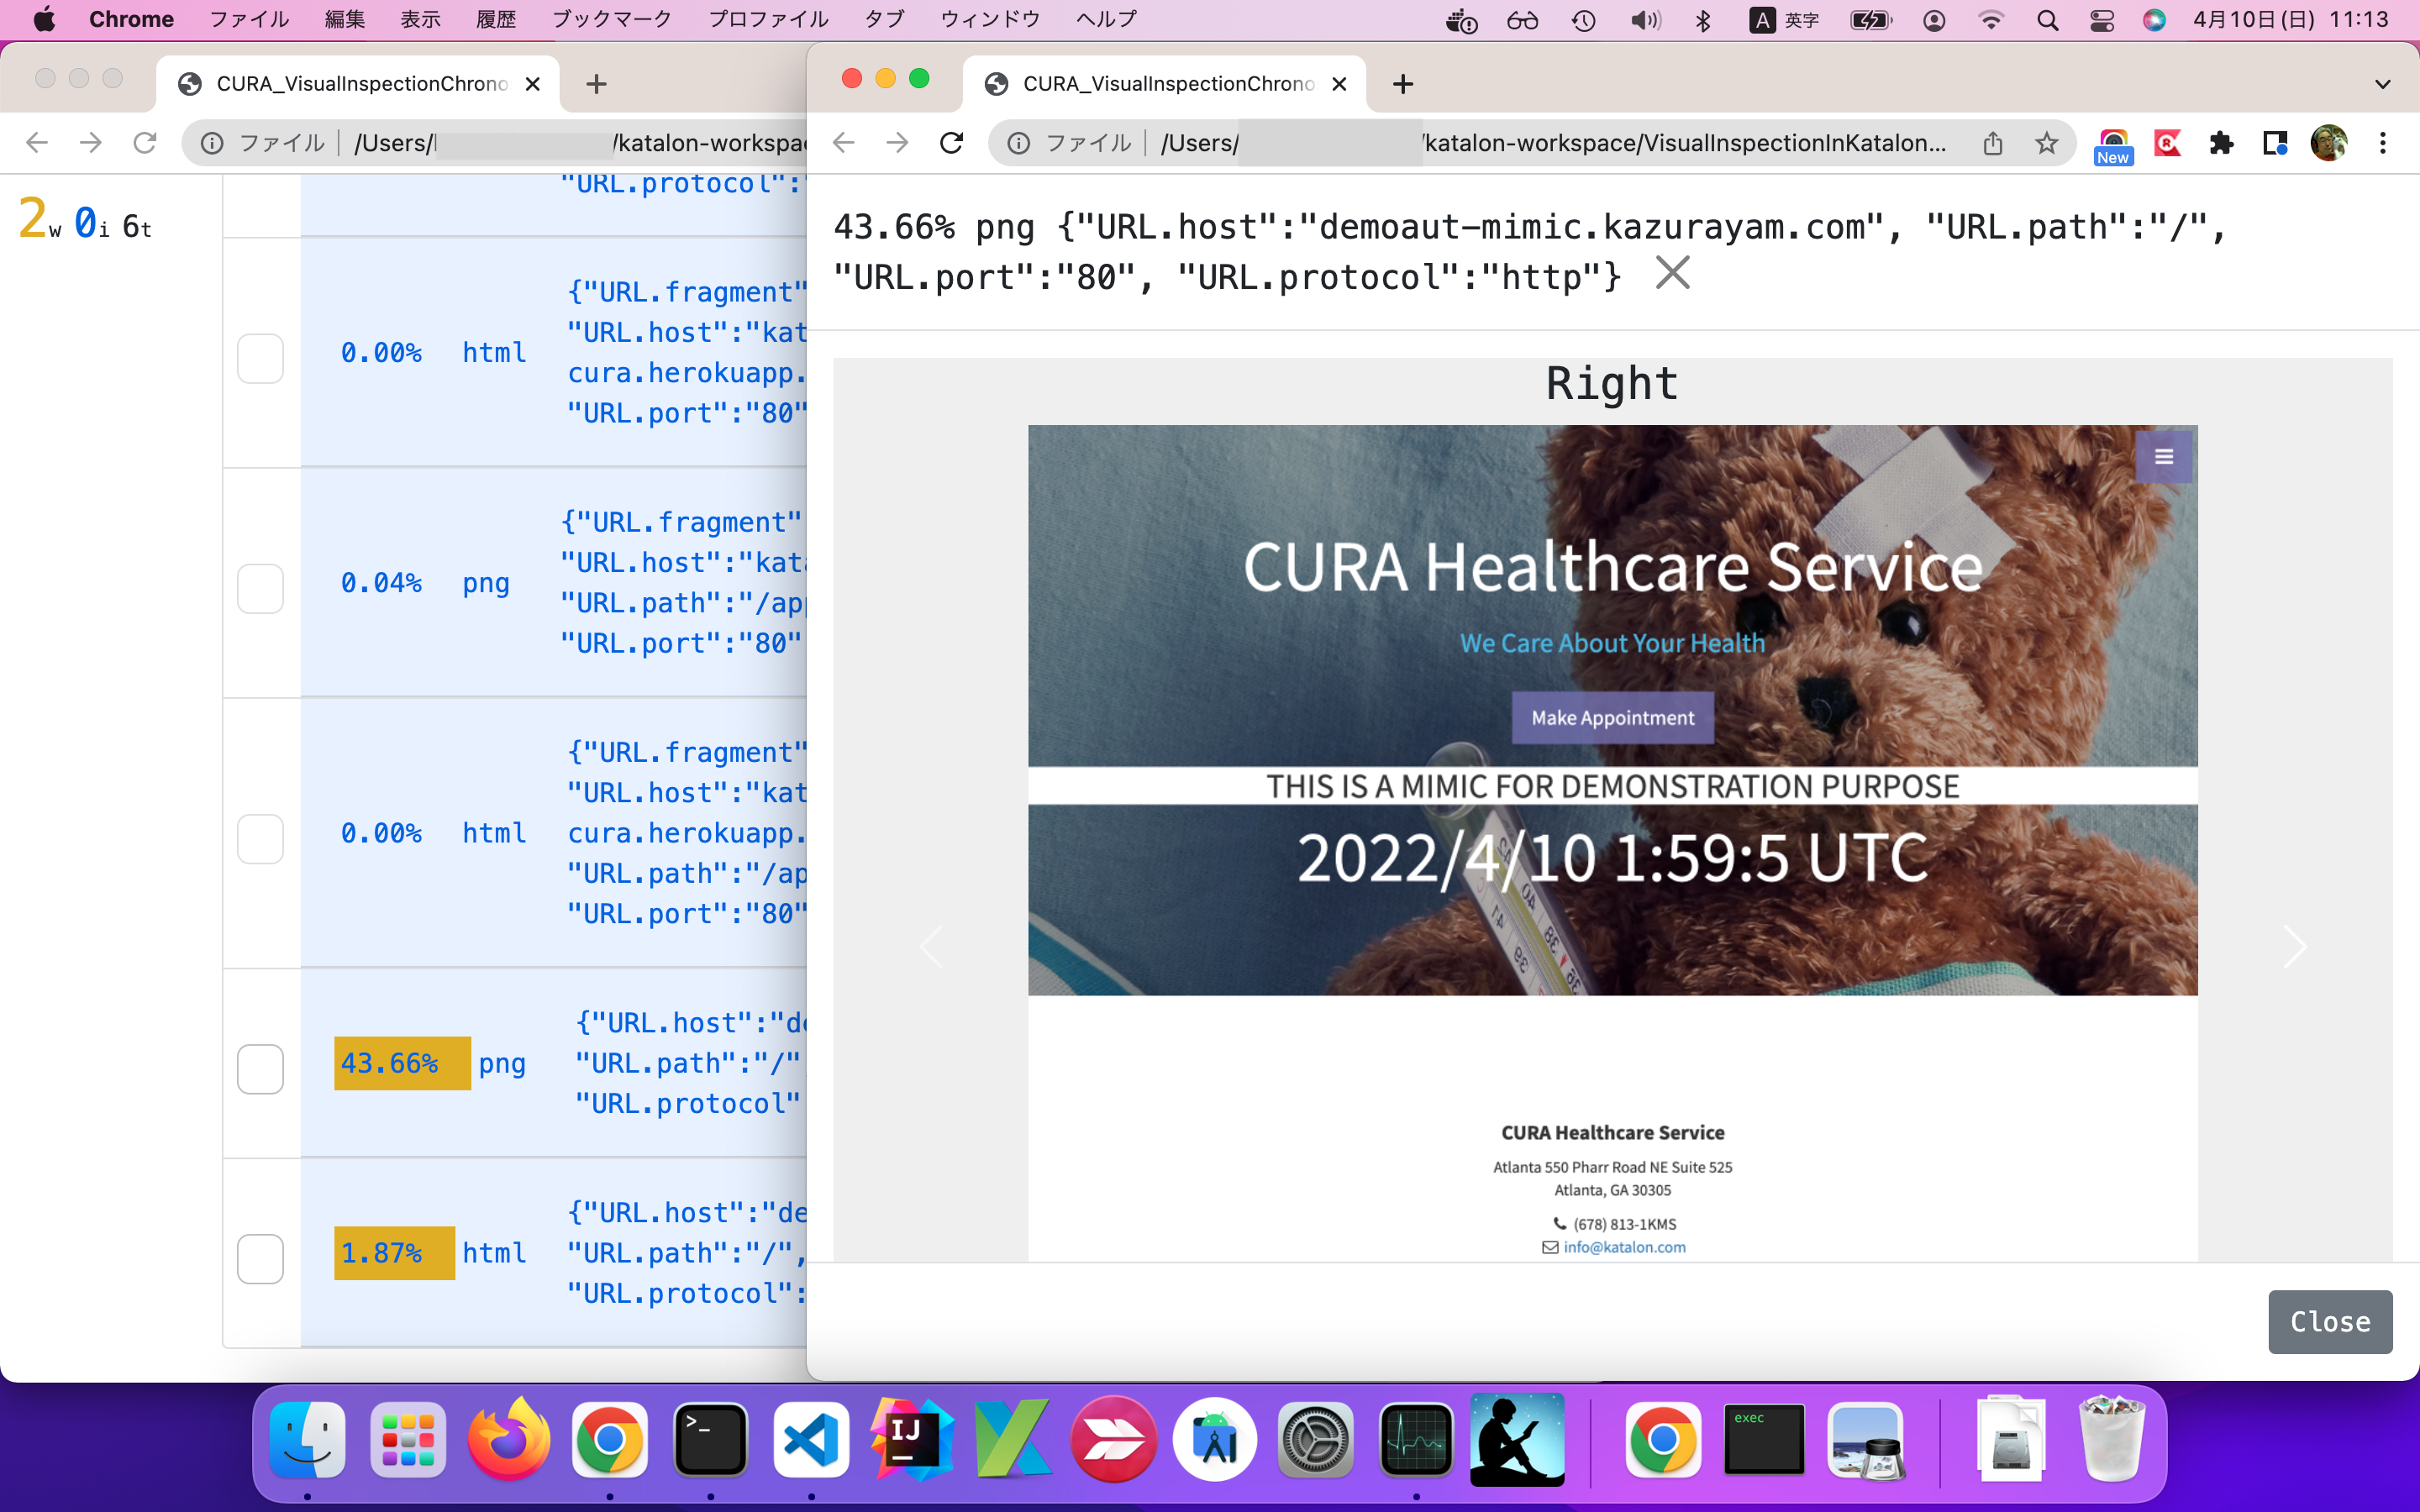 Chrome ファイル 編集 表示 履歴 ブックマーク プロファイル タブ ウィンドウ ヘルプ A 英字 4月10日(日) 11:13
CURA_VisualInspectionChrono
ファイル /Users/ /katalon-workspa
2w 0i 6t
"URL.protocol":"
{"URL.fragment"
0.00% html "URL.host":"kat
cura.herokuapp.
"URL.port":"80"
{"URL.fragment"
0.04% png "URL.host":"kata
"URL.path":"/ap
"URL.port":"80"
{"URL.fragment"
"URL.host":"kat
0.00% html cura.herokuapp.
"URL.path":"/ap
"URL.port":"80"
{"URL.host":"de
43.66% png "URL.path":"/"
"URL.protocol"
{"URL.host":"de
1.87% html "URL.path":"/",
"URL.protocol":
CURA_VisualInspectionChrono
ファイル /Users/ /katalon-workspace/VisualInspectionInKatalon... New
43.66% png {"URL.host":"demoaut-mimic.kazurayam.com", "URL.path":"/",
"URL.port":"80", "URL.protocol":"http"}
Right
CURA Healthcare Service
We Care About Your Health
Make Appointment
THIS IS A MIMIC FOR DEMONSTRATION PURPOSE
2022/4/10 1:59:5 UTC
CURA Healthcare Service
Atlanta 550 Pharr Road NE Suite 525
Atlanta, GA 30305
(678) 813-1KMS
info@katalon.com
Close
>_
IJ
exec